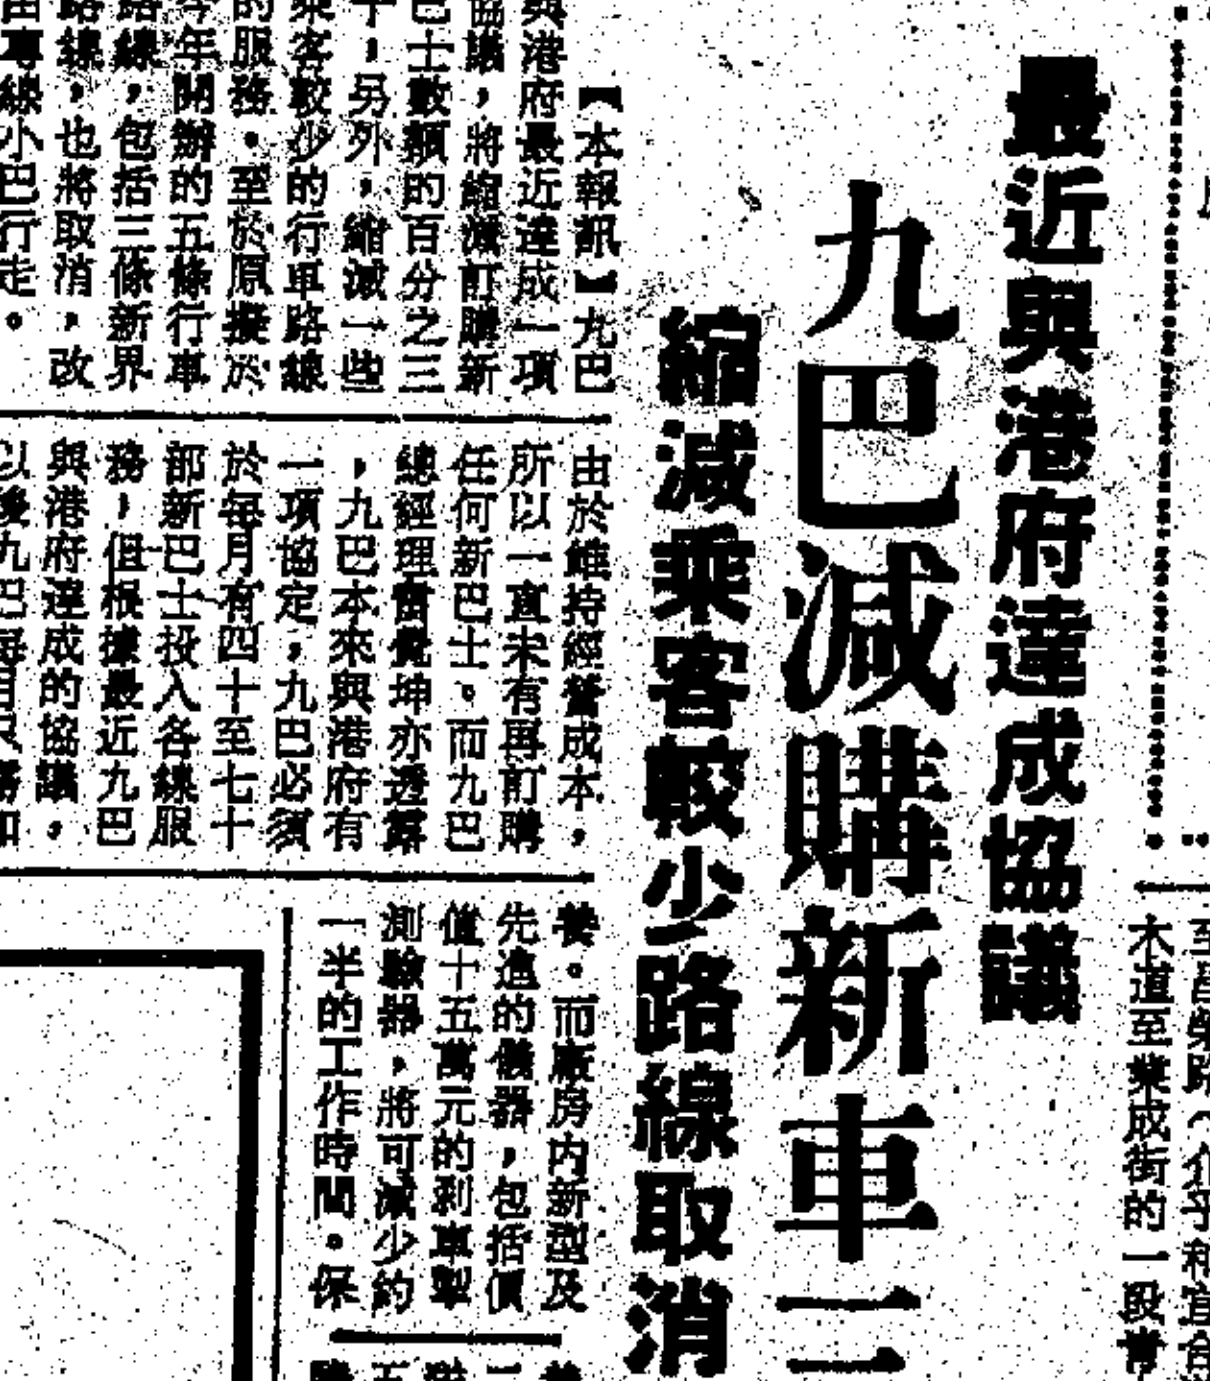 最近與港府達成協議
九巴減購新車三
縮減乘客較少路線取消
【本報訊】九巴
與港府最近達成一項
協議，將縮減訂購新
巴士數額的百分之三
十，另外，縮減一些
乘客較少的行車路線
的服務。至於原擬於
今年開辦的五條行車
路線，包括三條新界
路線，也將取消，改
由專線小巴行走。
由於維持經營成本，
所以一直未有再訂購
任何新巴士。而九巴
總經理雷覺坤亦透露
，九巴本來與港府有
一項協定，九巴必須
於每月有四十至七十
部新巴士投入各線服
務，但根據最近九巴
與港府達成的協議，
以後九巴每月只
養。而廠房內新型及
先進的儀器，包括價
值十五萬元的剎車掣
測驗器，將可減少約
一半的工作時間。保
木道至業成街的一段